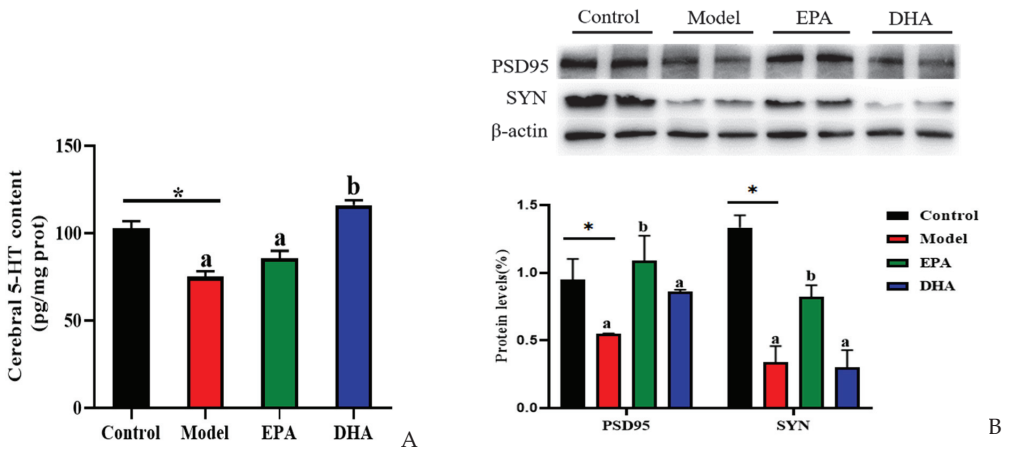 Cerebral 5-HT content
(pg/mg prot)
150
100
50
0
*
a
a
b
Control Model EPA DHA
A
Control Model EPA DHA
PSD95
SYN
β-actin
Protein levels(%)
1.5
1.0
0.5
0.0
*
a
b
a
*
a
b
a
PSD95 SYN
Control
Model
EPA
DHA
B